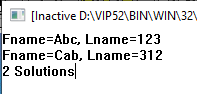 [Inactive D:\VIP52\BIN\WIN\32\
Fname=Abc, Lname=123
Fname=Cab, Lname=312
2 Solutions